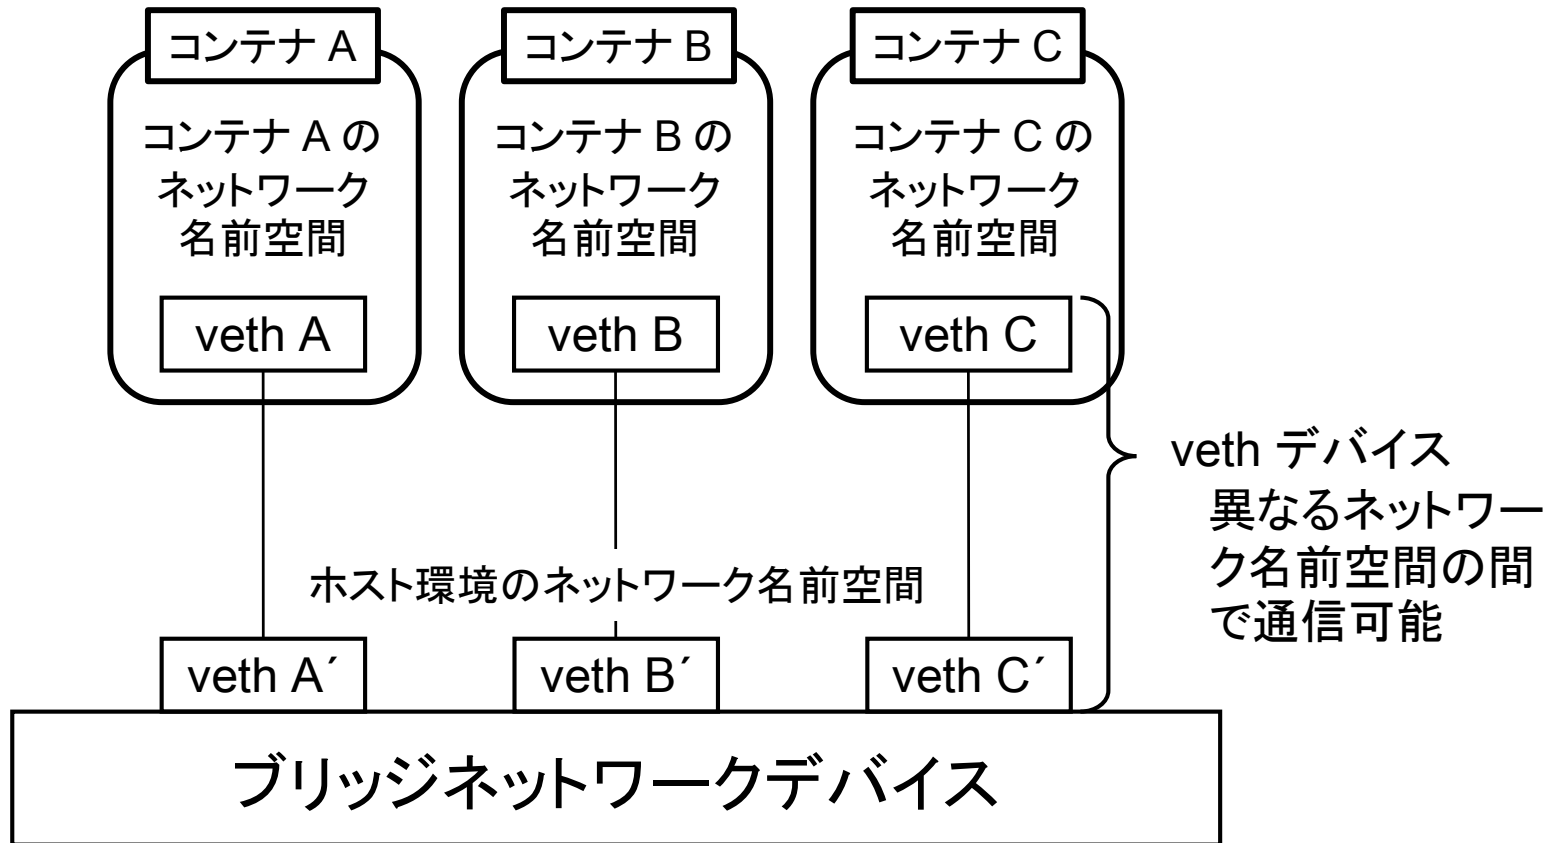 コンテナ A
コンテナ B
コンテナ C
コンテナ A の
ネットワーク
名前空間
コンテナ B の
ネットワーク
名前空間
コンテナ C の
ネットワーク
名前空間
veth A
veth B
veth C
veth デバイス
異なるネットワー
ク名前空間の間
で通信可能
ホスト環境のネットワーク名前空間
veth A´
veth B´
veth C´
ブリッジネットワークデバイス